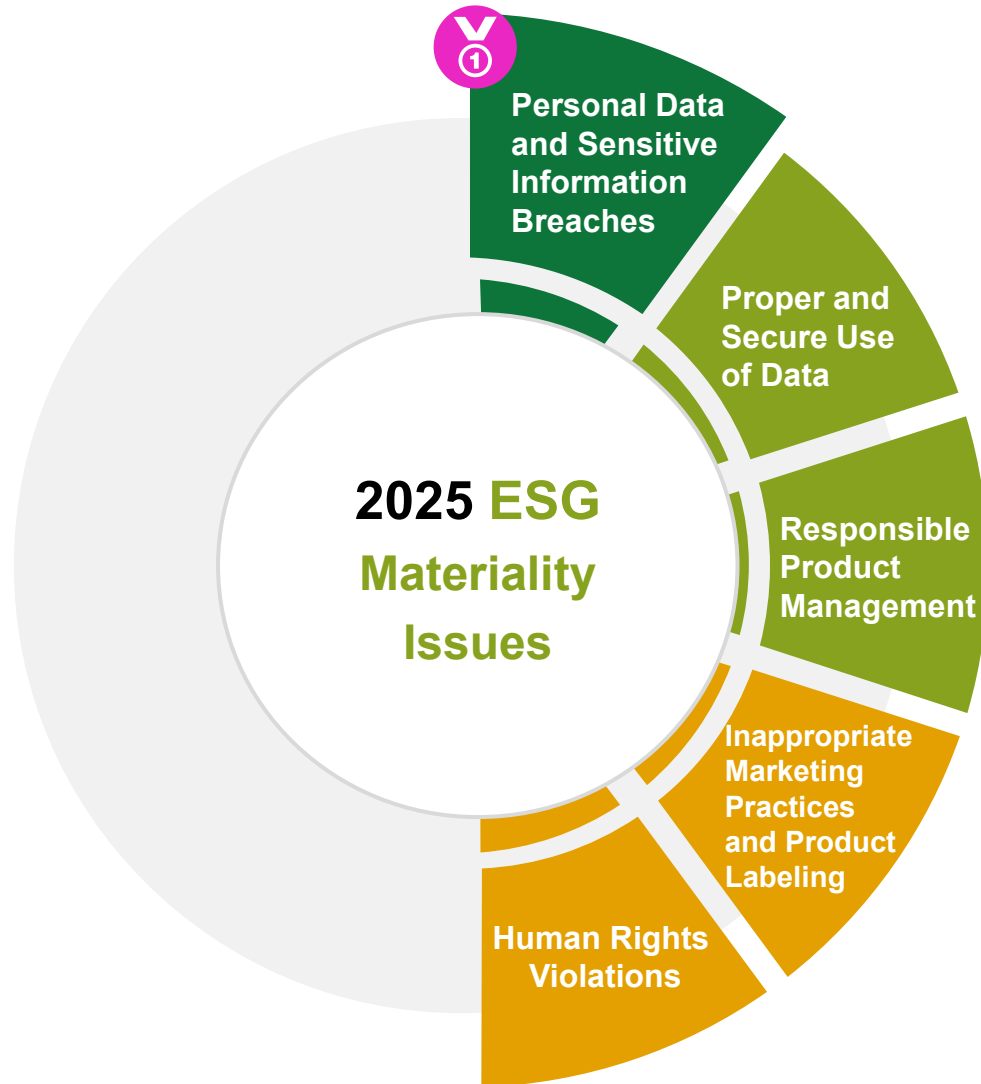 1
Personal Data
and Sensitive
Information
Breaches
Proper and
Secure Use
of Data
Responsible
Product
Management
Inappropriate
Marketing
Practices
and Product
Labeling
Human Rights
Violations
2025 ESG
Materiality
Issues